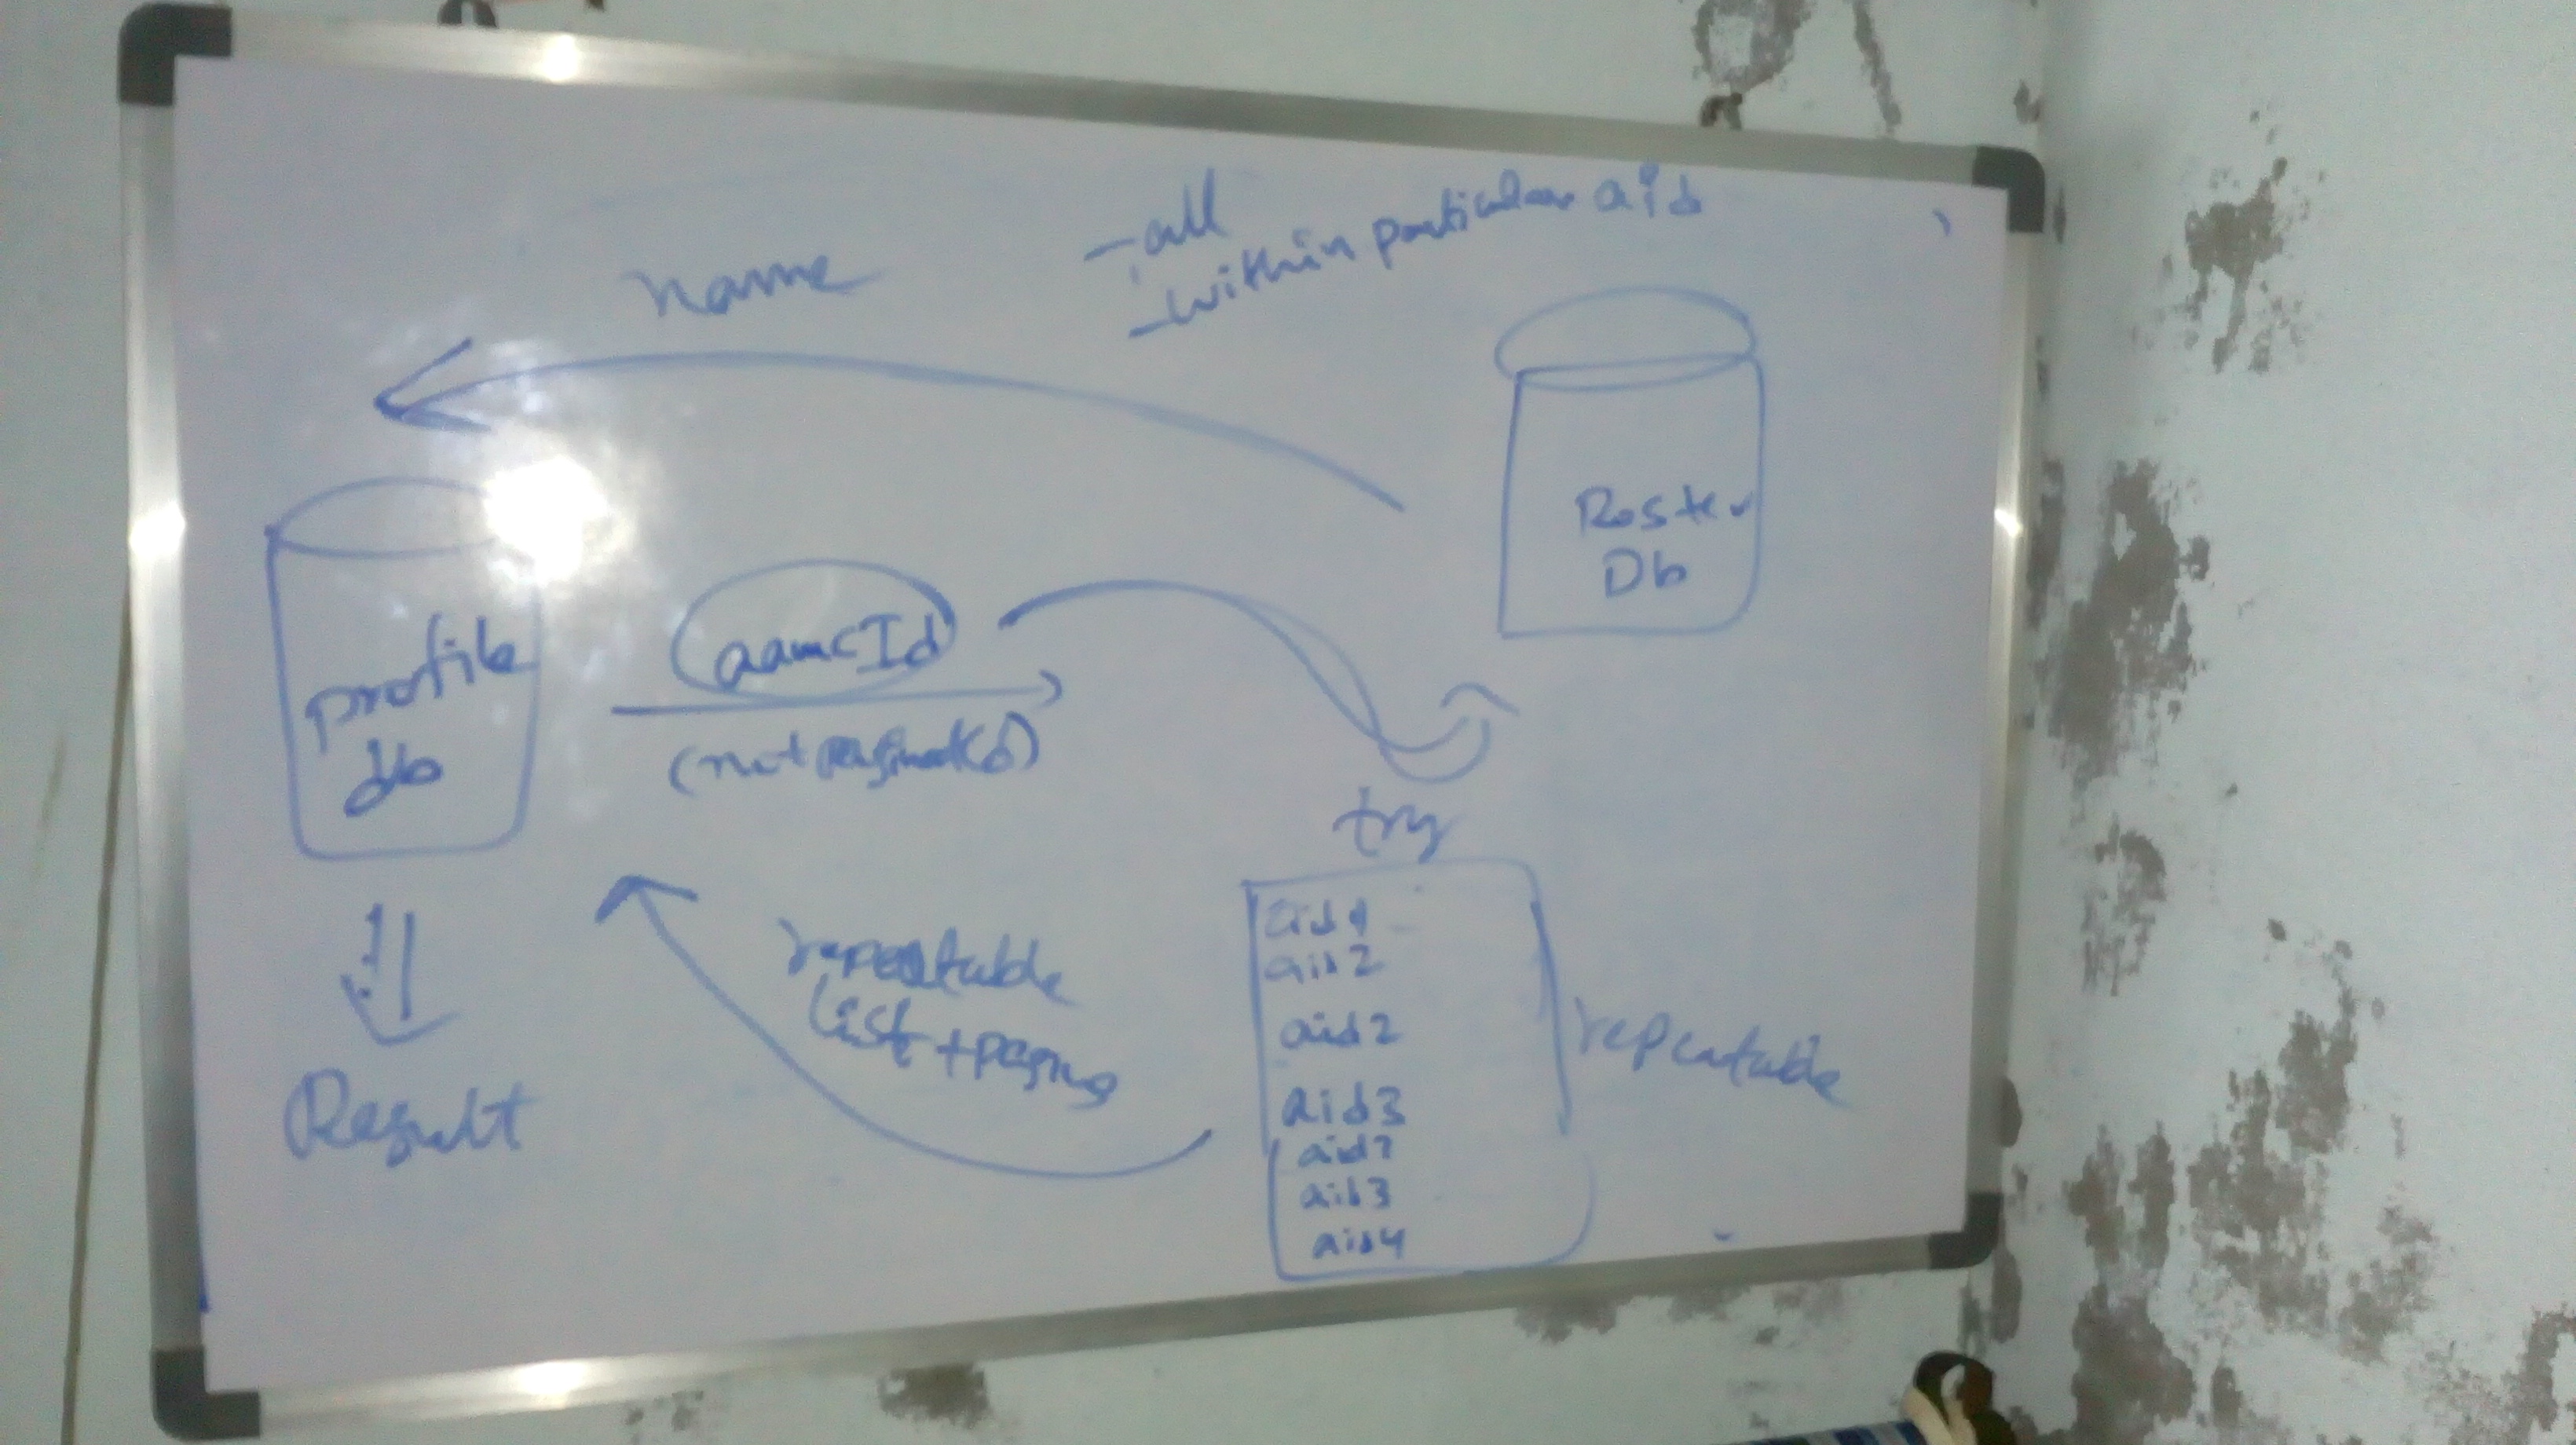 name
- all
- within particular aid
Roster
Db
profile
db
aamcId
(not paginated)
try
aid1
aid2
aid2
aid3
aid2
aid3
aid4
repeatable
repeatable
list + paging
Result